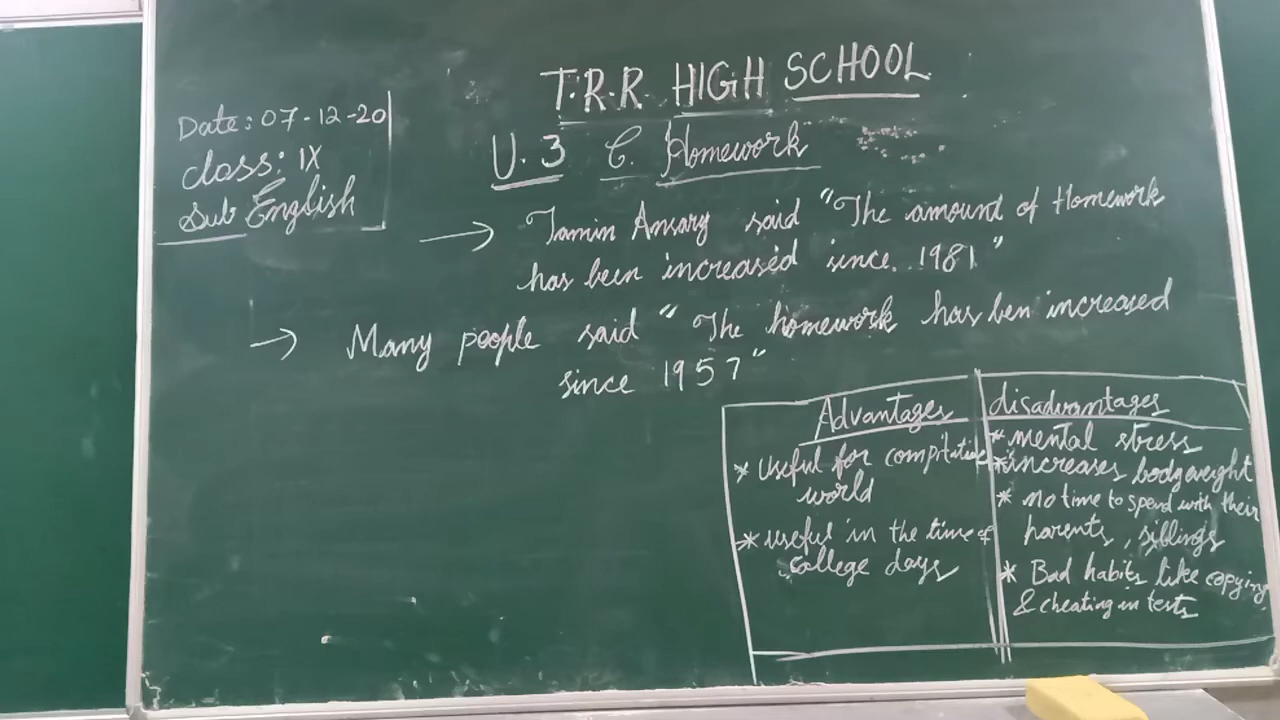 T.R.R. HIGH SCHOOL
Date: 07-12-20
class: IX
Sub English
U.3 C. Homework
→ Tamin Ansary said "The amount of Homework
has been increased since 1981"
→ Many people said "The homework has ben increased
since 1957"
Advantages
* Useful for compitative
world
* useful in the time of
college days
disadvantages
* mental stress
* increases bodyweight
* no time to spend with their
parents, siblings
* Bad habits like copying
& cheating in tests